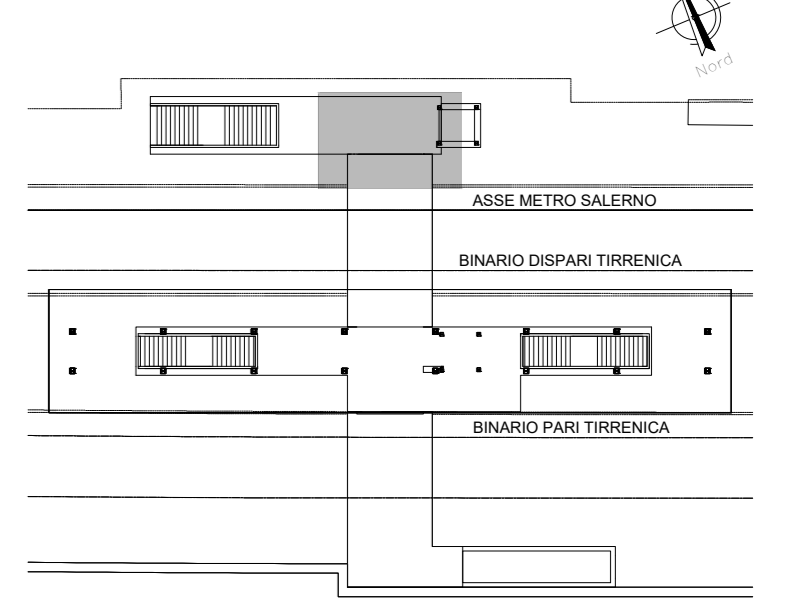 Nord
ASSE METRO SALERNO
BINARIO DISPARI TIRRENICA
BINARIO PARI TIRRENICA